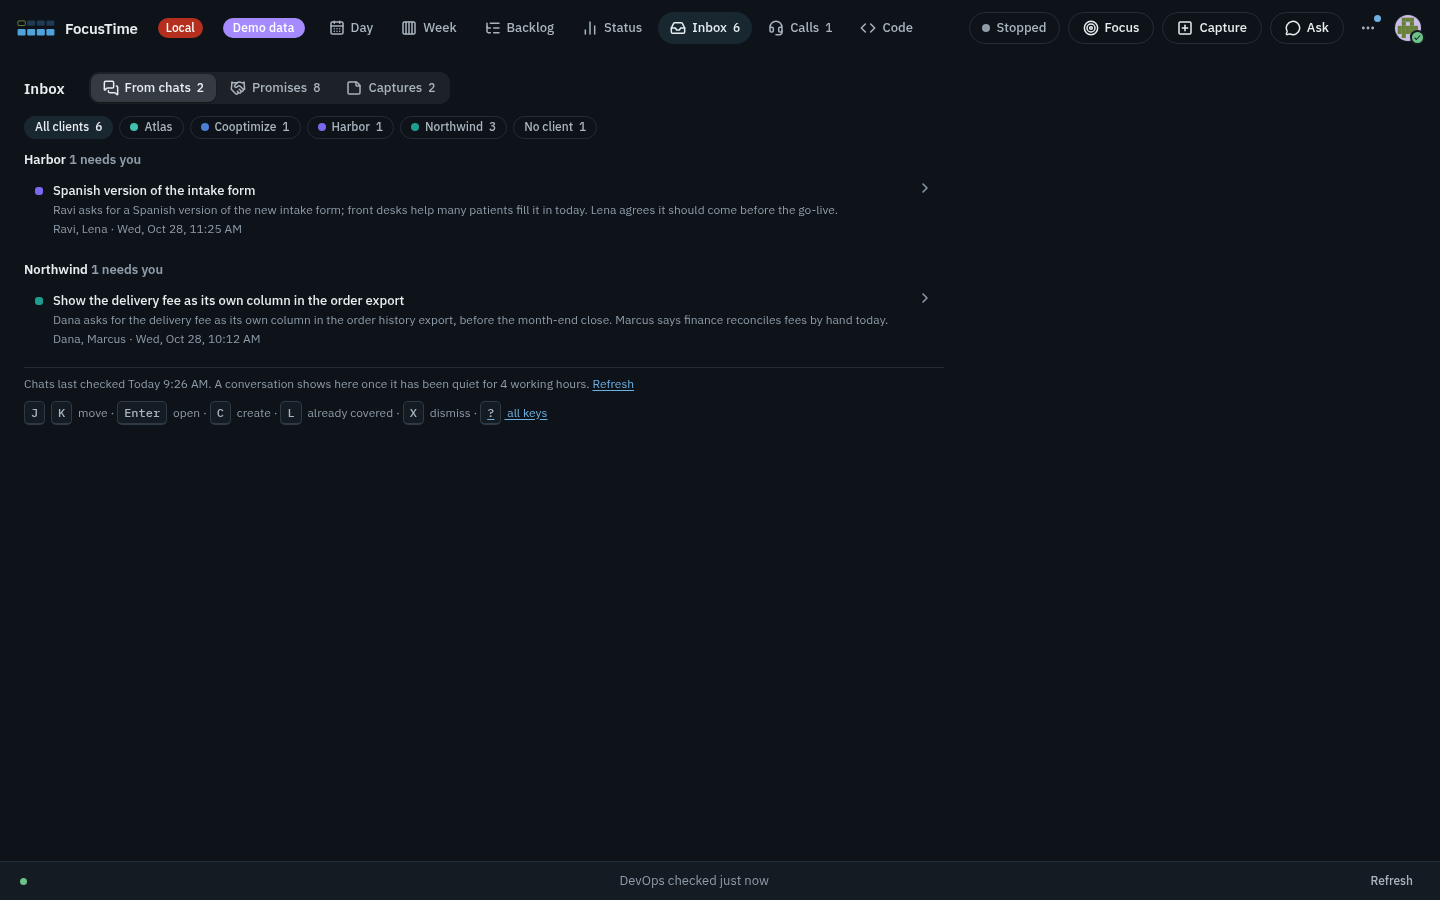 FocusTime Local Demo data Day Week Backlog Status Inbox 6 Calls 1 Code Stopped Focus Capture Ask
Inbox From chats 2 Promises 8 Captures 2
All clients 6 Atlas Cooptimize 1 Harbor 1 Northwind 3 No client 1
Harbor 1 needs you
Spanish version of the intake form
Ravi asks for a Spanish version of the new intake form; front desks help many patients fill it in today. Lena agrees it should come before the go-live.
Ravi, Lena · Wed, Oct 28, 11:25 AM
Northwind 1 needs you
Show the delivery fee as its own column in the order export
Dana asks for the delivery fee as its own column in the order history export, before the month-end close. Marcus says finance reconciles fees by hand today.
Dana, Marcus · Wed, Oct 28, 10:12 AM
Chats last checked Today 9:26 AM. A conversation shows here once it has been quiet for 4 working hours. Refresh
J K move · Enter open · C create · L already covered · X dismiss · ? all keys
DevOps checked just now Refresh